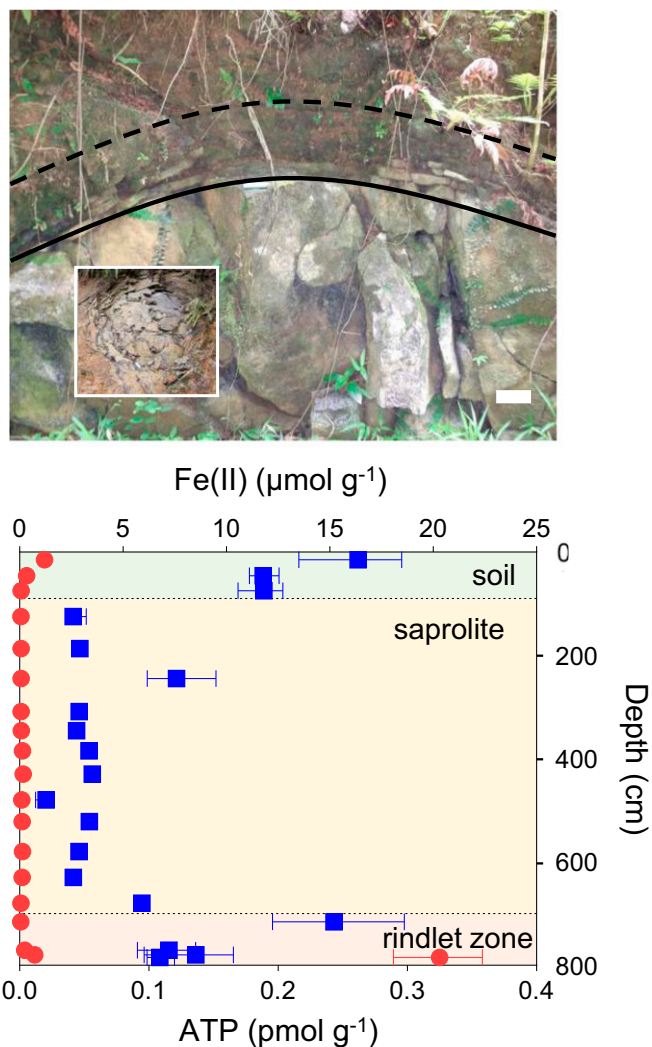 Fe(II) (μmol g⁻¹)
0 5 10 15 20 25
0
soil
saprolite
200
400
Depth (cm)
600
rindlet zone
800
0.0 0.1 0.2 0.3 0.4
ATP (pmol g⁻¹)